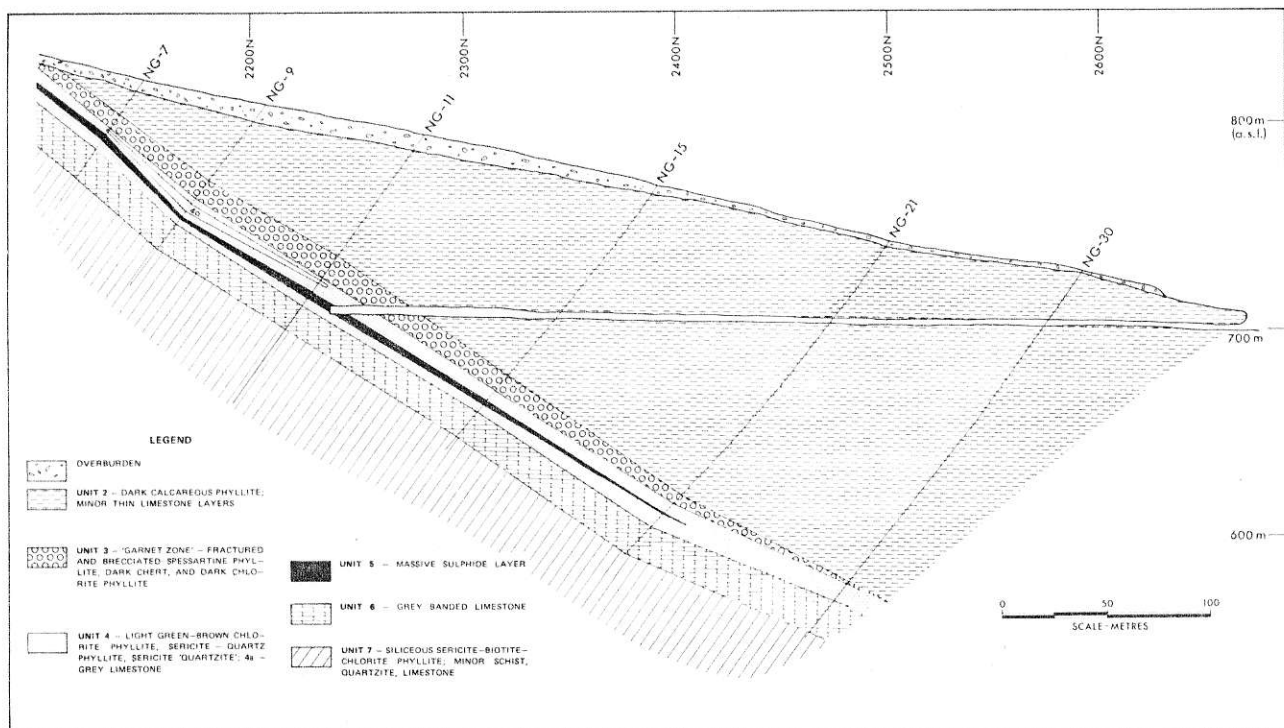 2200N
2300N
2400N
2500N
2600N
NG-7
NG-9
NG-11
NG-15
NG-21
NG-30
800m
(a.s.l.)
700 m
600 m
LEGEND
OVERBURDEN
UNIT 2 – DARK CALCAREOUS PHYLLITE;
MINOR THIN LIMESTONE LAYERS
UNIT 3 – 'GARNET ZONE' – FRACTURED
AND BRECCIATED SPESSARTINE PHYL-
LITE, DARK CHERT, AND DARK CHLO-
RITE PHYLLITE
UNIT 4 – LIGHT GREEN-BROWN CHLO-
RITE PHYLLITE, SERICITE – QUARTZ
PHYLLITE, SERICITE 'QUARTZITE'; 4a –
GREY LIMESTONE
UNIT 5 – MASSIVE SULPHIDE LAYER
UNIT 6 – GREY BANDED LIMESTONE
UNIT 7 – SILICEOUS SERICITE-BIOTITE-
CHLORITE PHYLLITE; MINOR SCHIST,
QUARTZITE, LIMESTONE
0 50 100
SCALE-METRES